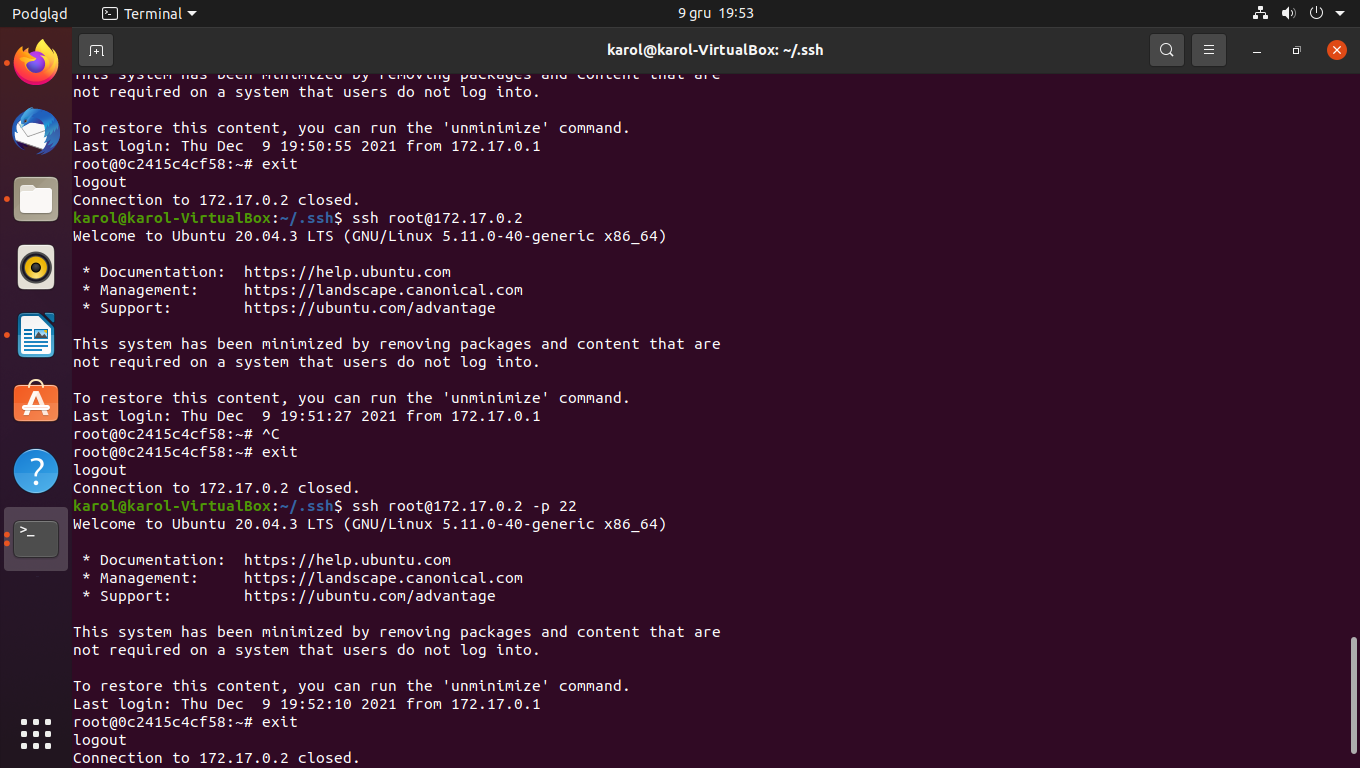 Podgląd
Terminal
9 gru 19:53
karol@karol-VirtualBox: ~/.ssh
This system has been minimized by removing packages and content that are
not required on a system that users do not log into.
To restore this content, you can run the 'unminimize' command.
Last login: Thu Dec  9 19:50:55 2021 from 172.17.0.1
root@0c2415c4cf58:~# exit
logout
Connection to 172.17.0.2 closed.
karol@karol-VirtualBox:~/.ssh$ ssh root@172.17.0.2
Welcome to Ubuntu 20.04.3 LTS (GNU/Linux 5.11.0-40-generic x86_64)
* Documentation:  https://help.ubuntu.com
* Management:     https://landscape.canonical.com
* Support:        https://ubuntu.com/advantage
This system has been minimized by removing packages and content that are
not required on a system that users do not log into.
To restore this content, you can run the 'unminimize' command.
Last login: Thu Dec  9 19:51:27 2021 from 172.17.0.1
root@0c2415c4cf58:~# ^C
root@0c2415c4cf58:~# exit
logout
Connection to 172.17.0.2 closed.
karol@karol-VirtualBox:~/.ssh$ ssh root@172.17.0.2 -p 22
Welcome to Ubuntu 20.04.3 LTS (GNU/Linux 5.11.0-40-generic x86_64)
* Documentation:  https://help.ubuntu.com
* Management:     https://landscape.canonical.com
* Support:        https://ubuntu.com/advantage
This system has been minimized by removing packages and content that are
not required on a system that users do not log into.
To restore this content, you can run the 'unminimize' command.
Last login: Thu Dec  9 19:52:10 2021 from 172.17.0.1
root@0c2415c4cf58:~# exit
logout
Connection to 172.17.0.2 closed.